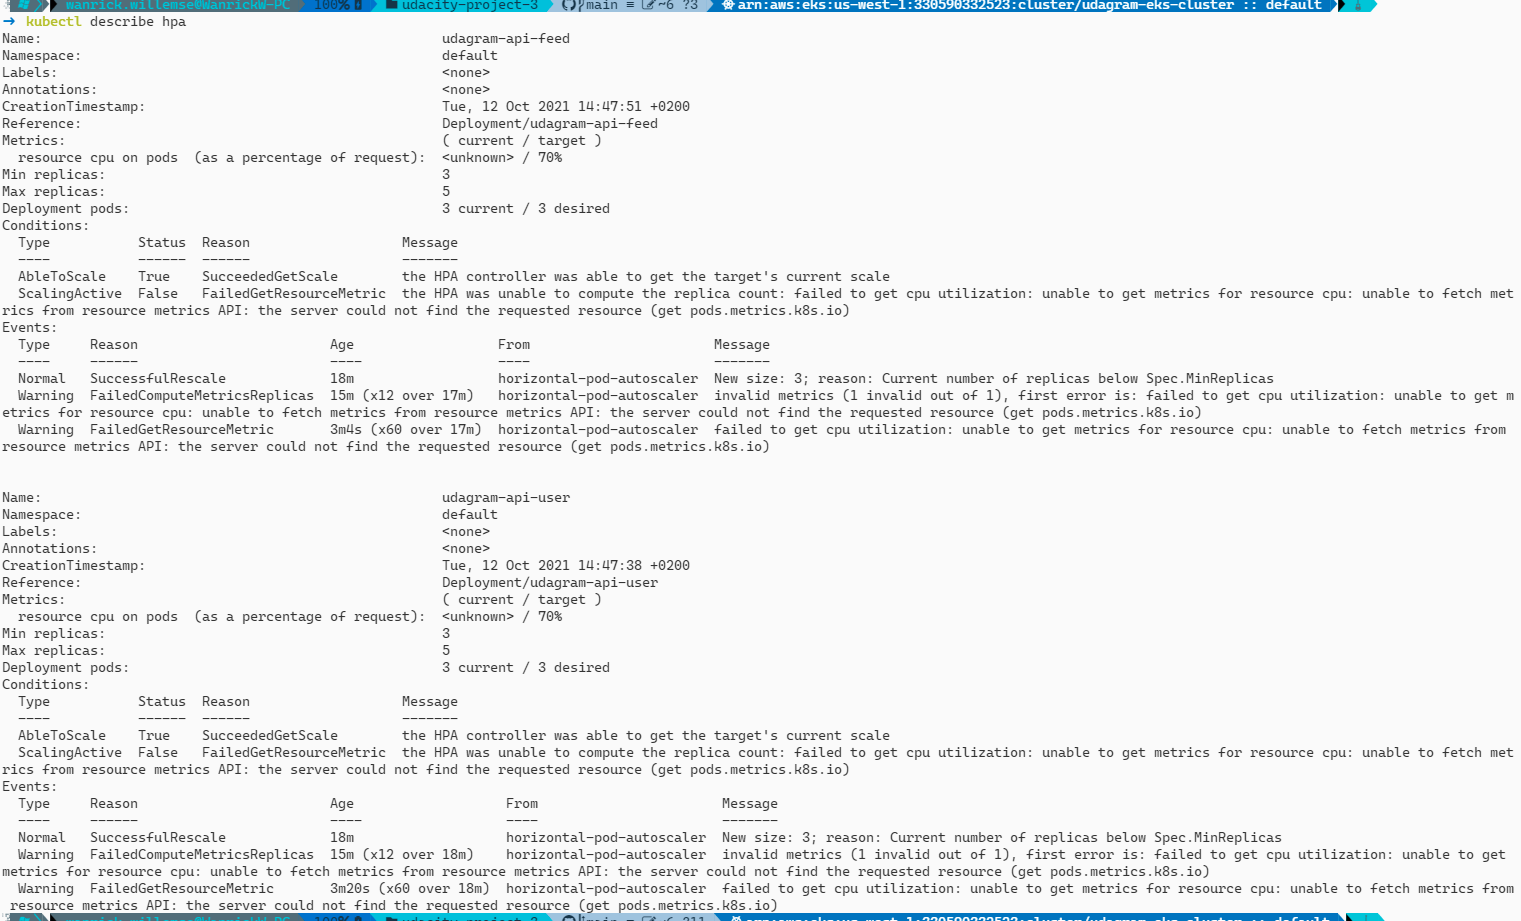 wanrick.willemse@WanrickW-PC 100% udacity-project-3 main ≡ ~6 ?3 arn:aws:eks:us-west-1:330590332523:cluster/udagram-eks-cluster :: default
→ kubectl describe hpa
Name: udagram-api-feed
Namespace: default
Labels: <none>
Annotations: <none>
CreationTimestamp: Tue, 12 Oct 2021 14:47:51 +0200
Reference: Deployment/udagram-api-feed
Metrics: ( current / target )
resource cpu on pods (as a percentage of request): <unknown> / 70%
Min replicas: 3
Max replicas: 5
Deployment pods: 3 current / 3 desired
Conditions:
Type Status Reason Message
---- ------ ------ -------
AbleToScale True SucceededGetScale the HPA controller was able to get the target's current scale
ScalingActive False FailedGetResourceMetric the HPA was unable to compute the replica count: failed to get cpu utilization: unable to get metrics for resource cpu: unable to fetch met
rics from resource metrics API: the server could not find the requested resource (get pods.metrics.k8s.io)
Events:
Type Reason Age From Message
---- ------ ---- ---- -------
Normal SuccessfulRescale 18m horizontal-pod-autoscaler New size: 3; reason: Current number of replicas below Spec.MinReplicas
Warning FailedComputeMetricsReplicas 15m (x12 over 17m) horizontal-pod-autoscaler invalid metrics (1 invalid out of 1), first error is: failed to get cpu utilization: unable to get m
etrics for resource cpu: unable to fetch metrics from resource metrics API: the server could not find the requested resource (get pods.metrics.k8s.io)
Warning FailedGetResourceMetric 3m4s (x60 over 17m) horizontal-pod-autoscaler failed to get cpu utilization: unable to get metrics for resource cpu: unable to fetch metrics from
resource metrics API: the server could not find the requested resource (get pods.metrics.k8s.io)
Name: udagram-api-user
Namespace: default
Labels: <none>
Annotations: <none>
CreationTimestamp: Tue, 12 Oct 2021 14:47:38 +0200
Reference: Deployment/udagram-api-user
Metrics: ( current / target )
resource cpu on pods (as a percentage of request): <unknown> / 70%
Min replicas: 3
Max replicas: 5
Deployment pods: 3 current / 3 desired
Conditions:
Type Status Reason Message
---- ------ ------ -------
AbleToScale True SucceededGetScale the HPA controller was able to get the target's current scale
ScalingActive False FailedGetResourceMetric the HPA was unable to compute the replica count: failed to get cpu utilization: unable to get metrics for resource cpu: unable to fetch met
rics from resource metrics API: the server could not find the requested resource (get pods.metrics.k8s.io)
Events:
Type Reason Age From Message
---- ------ ---- ---- -------
Normal SuccessfulRescale 18m horizontal-pod-autoscaler New size: 3; reason: Current number of replicas below Spec.MinReplicas
Warning FailedComputeMetricsReplicas 15m (x12 over 18m) horizontal-pod-autoscaler invalid metrics (1 invalid out of 1), first error is: failed to get cpu utilization: unable to get
metrics for resource cpu: unable to fetch metrics from resource metrics API: the server could not find the requested resource (get pods.metrics.k8s.io)
Warning FailedGetResourceMetric 3m20s (x60 over 18m) horizontal-pod-autoscaler failed to get cpu utilization: unable to get metrics for resource cpu: unable to fetch metrics from
resource metrics API: the server could not find the requested resource (get pods.metrics.k8s.io)
wanrick.willemse@WanrickW-PC 100% udacity-project-3 main arn:aws:eks:us-west-1:330590332523:cluster/udagram-eks-cluster :: default